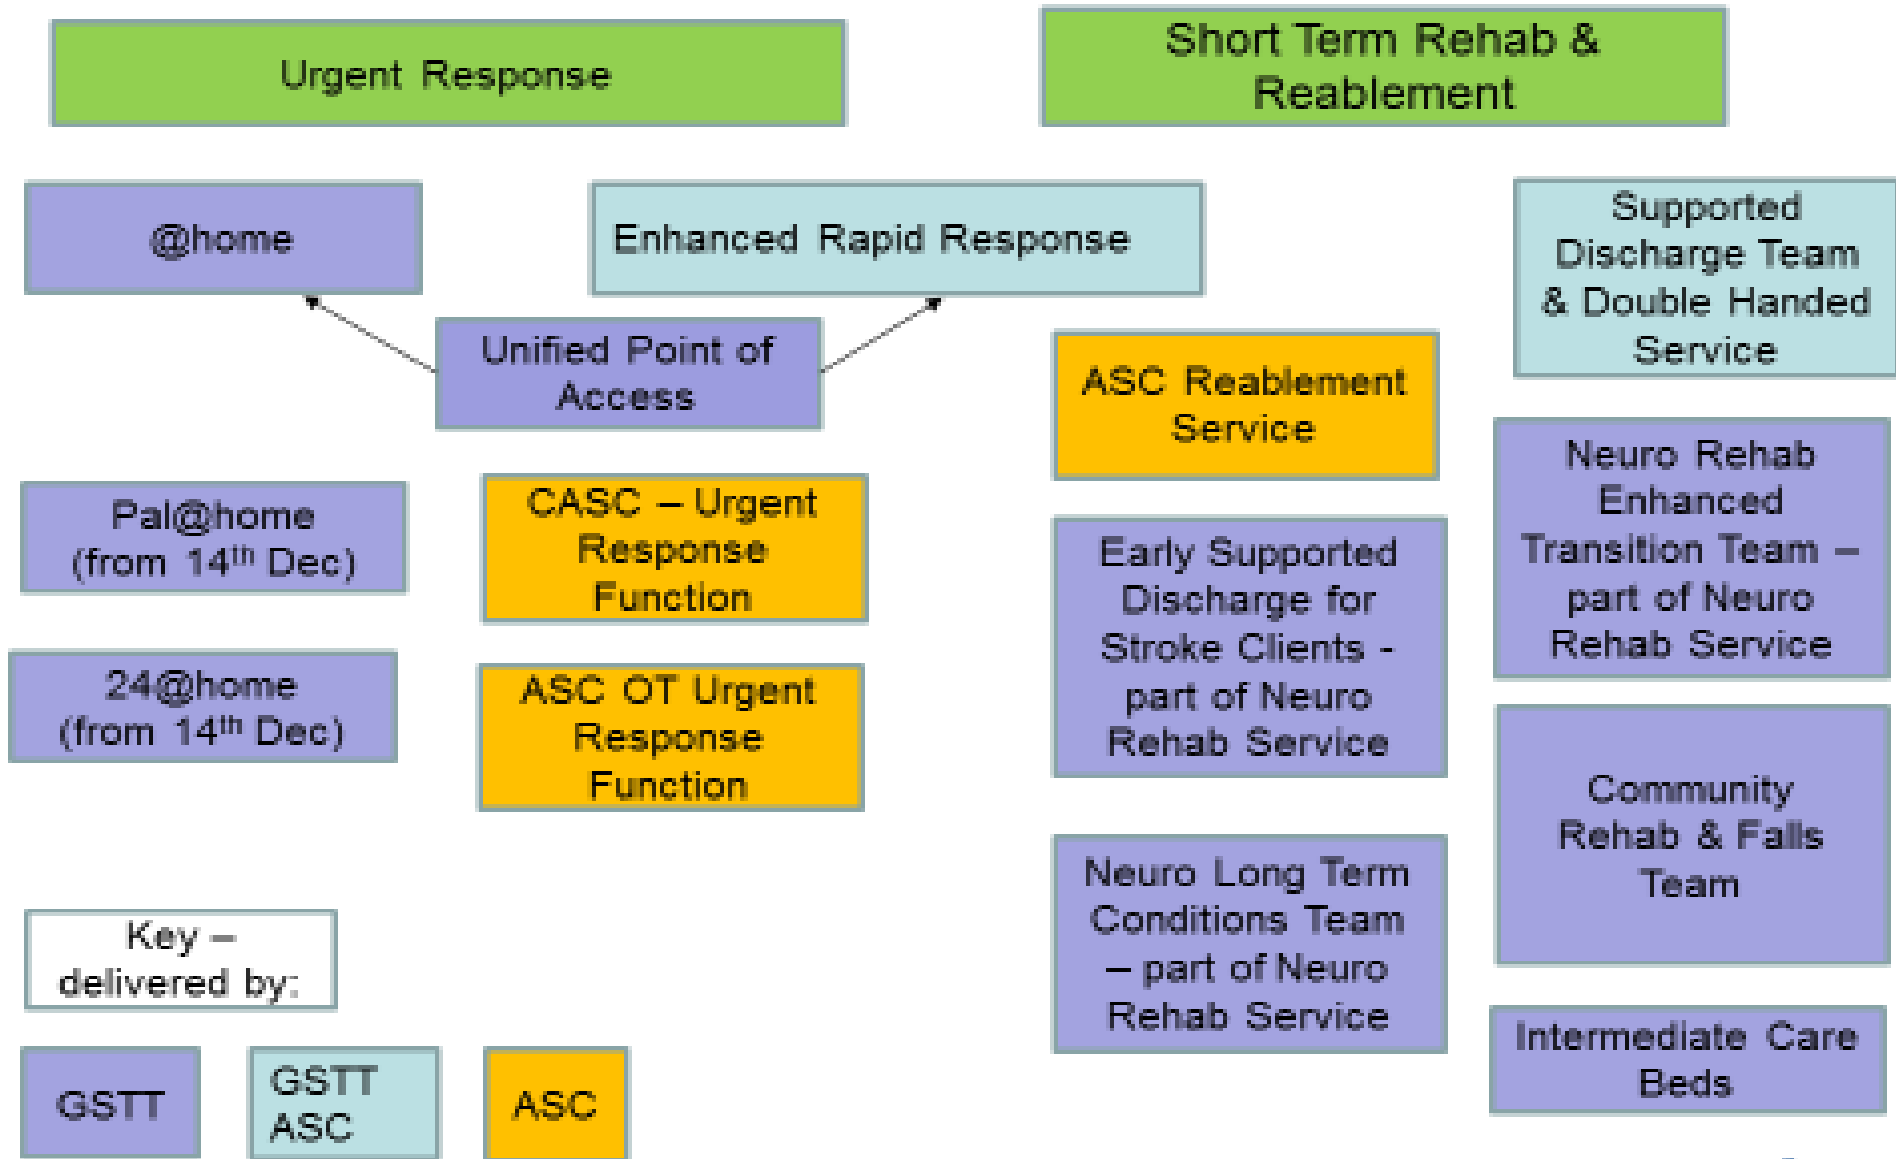 Urgent Response
Short Term Rehab &
Reablement
@home
Enhanced Rapid Response
Supported
Discharge Team
& Double Handed
Service
Unified Point of
Access
ASC Reablement
Service
Pal@home
(from 14th Dec)
CASC – Urgent
Response
Function
Neuro Rehab
Enhanced
Transition Team –
part of Neuro
Rehab Service
Early Supported
Discharge for
Stroke Clients -
part of Neuro
Rehab Service
24@home
(from 14th Dec)
ASC OT Urgent
Response
Function
Community
Rehab & Falls
Team
Neuro Long Term
Conditions Team
– part of Neuro
Rehab Service
Key –
delivered by:
Intermediate Care
Beds
GSTT
GSTT
ASC
ASC